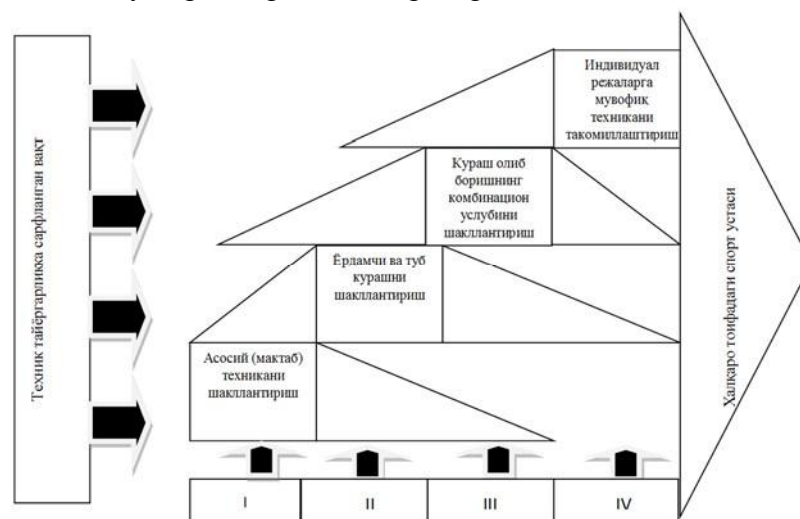 Техник тайёргарликка сарфланган вақт
Индивидуал
режаларга
мувофиқ
техникани
такомиллаштириш
Кураш олиб
боришнинг
комбинацион
услубини
шакллантириш
Ёрдамчи ва туб
курашни
шакллантириш
Асосий (мактаб)
техникани
шакллантириш
Халқаро тоифадаги спорт устаси
I
II
III
IV